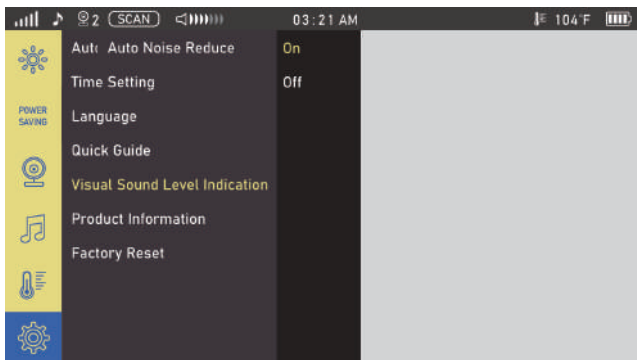 2 SCAN 03:21 AM 104°F
Aut Auto Noise Reduce On
Time Setting Off
POWER SAVING
Language
Quick Guide
Visual Sound Level Indication
Product Information
Factory Reset